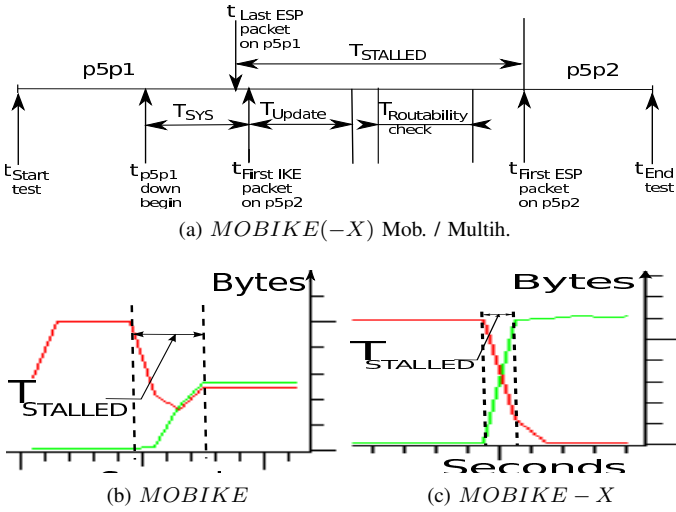 t Last ESP
packet
on p5p1
T STALLED
p5p1
p5p2
T SYS
T Update
T Routability
check
t Start
test
t p5p1
down
begin
t First IKE
packet
on p5p2
t First ESP
packet
on p5p2
t End
test
(a) MOBIKE(−X) Mob. / Multih.
Bytes
T STALLED
(b) MOBIKE
Bytes
T STALLED
Seconds
(c) MOBIKE − X